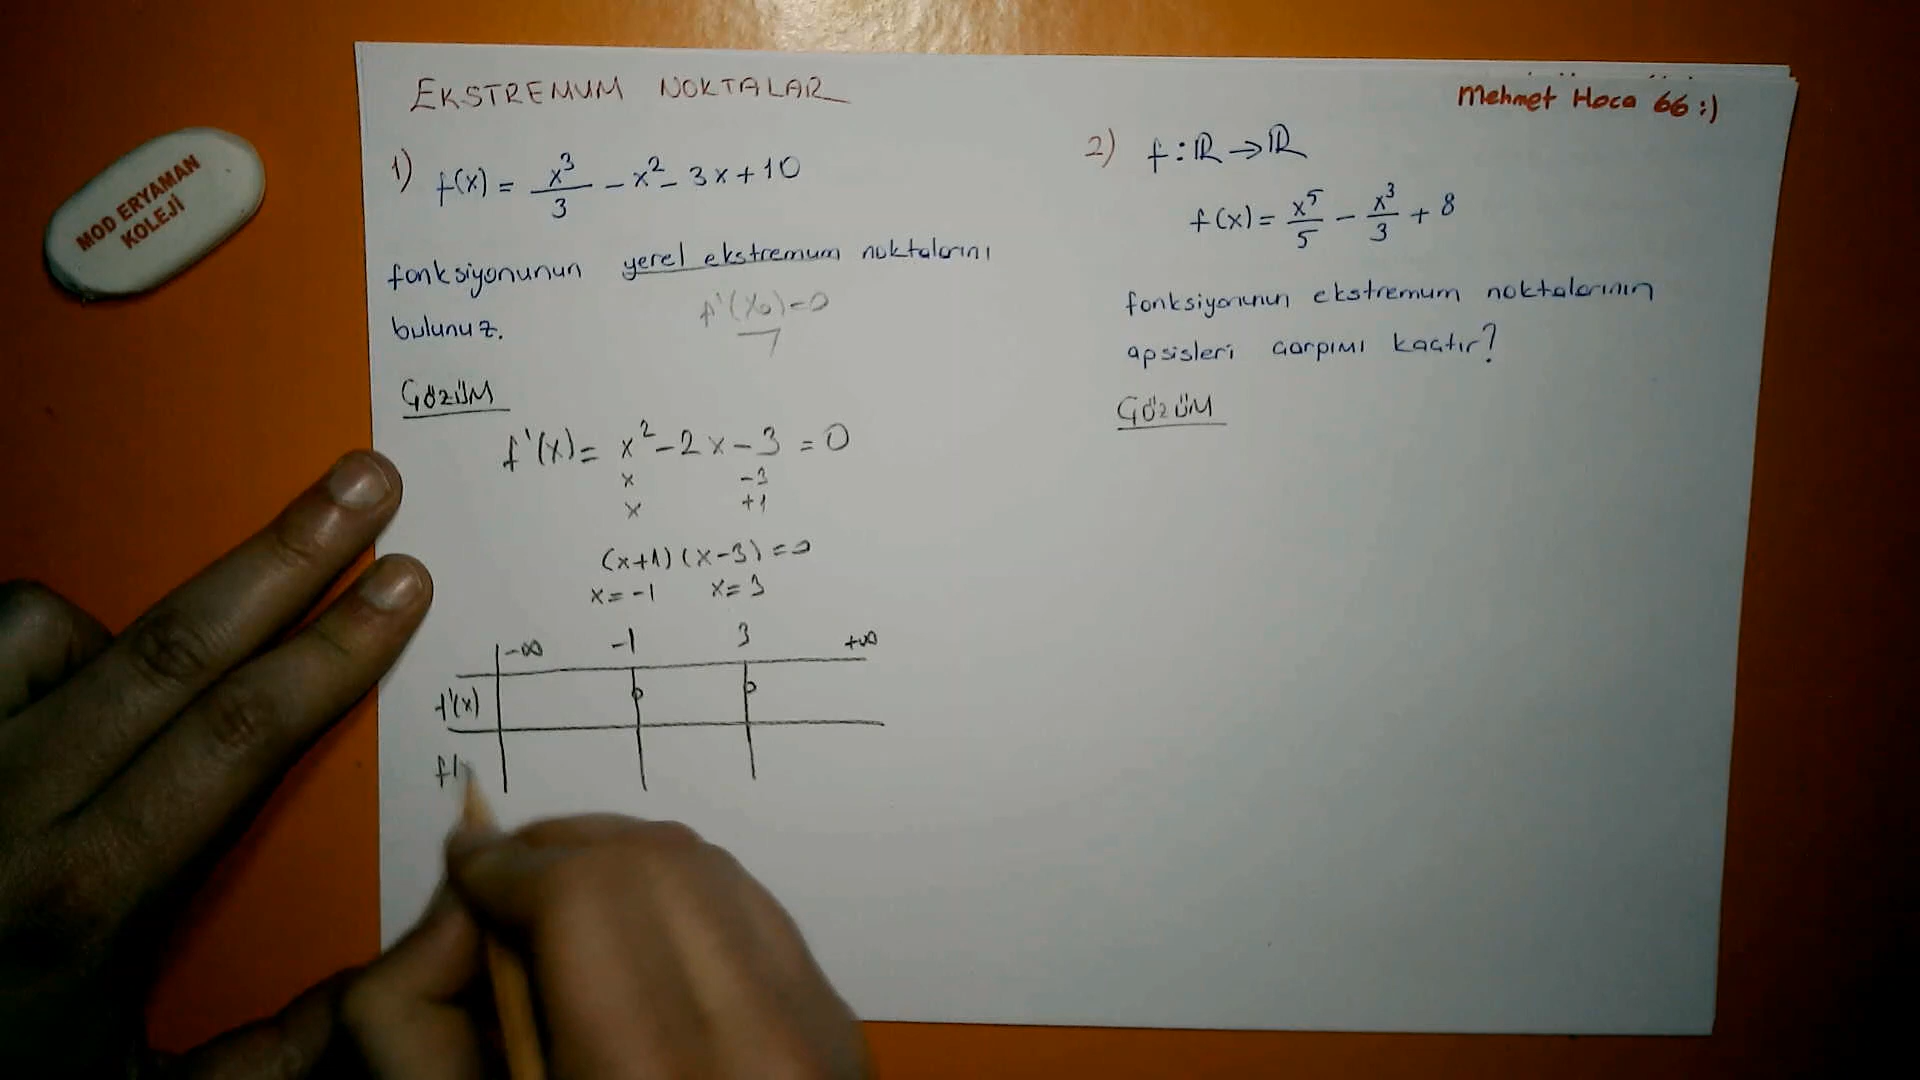 EKSTREMUM NOKTALAR
Mehmet Hoca 66 :)
MOD ERYAMAN
KOLEJİ
1) f(x) = x³/3 - x² - 3x + 10
fonksiyonunun yerel ekstremum noktalarını
bulunuz.
f'(x₀) = 0
ÇÖZÜM
f'(x) = x² - 2x - 3 = 0
x -3
x +1
(x+1)(x-3) = 0
x = -1 x = 3
-∞ -1 3 +∞
f'(x)
f(x
2) f : ℝ → ℝ
f(x) = x⁵/5 - x³/3 + 8
fonksiyonunun ekstremum noktalarının
apsisleri çarpımı kaçtır?
ÇÖZÜM